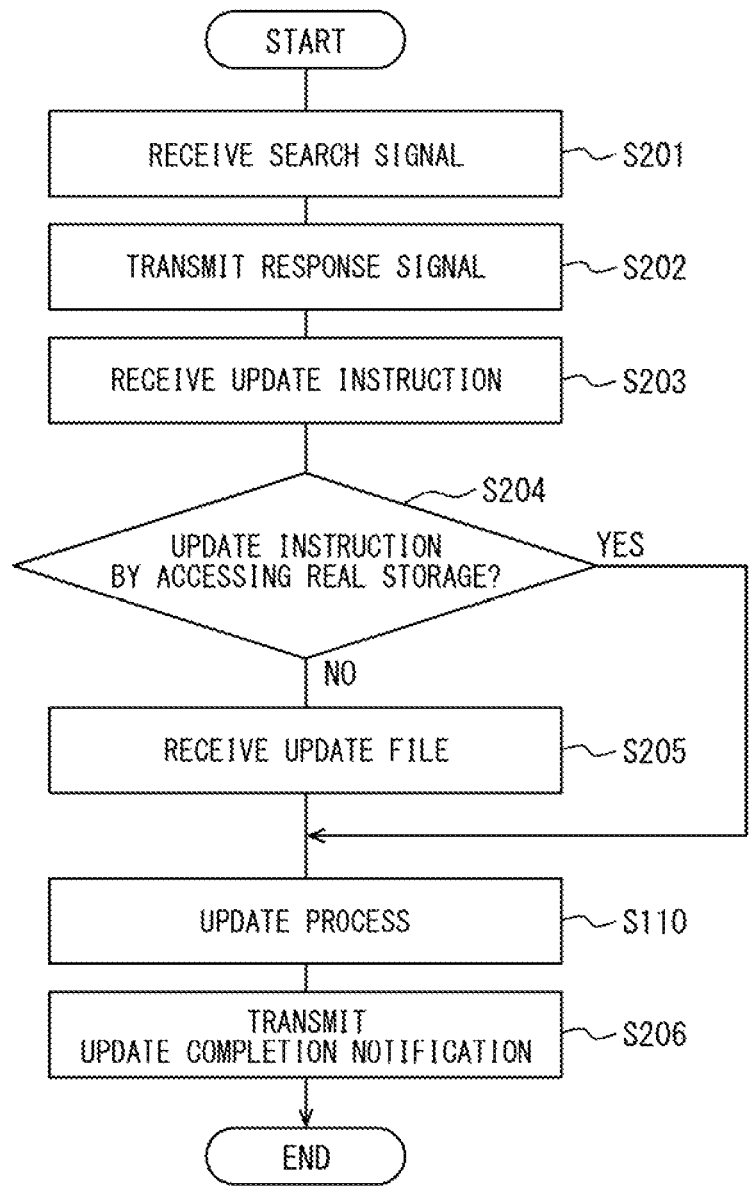 START
RECEIVE SEARCH SIGNAL
S201
TRANSMIT RESPONSE SIGNAL
S202
RECEIVE UPDATE INSTRUCTION
S203
S204
UPDATE INSTRUCTION
BY ACCESSING REAL STORAGE?
YES
NO
RECEIVE UPDATE FILE
S205
UPDATE PROCESS
S110
TRANSMIT
UPDATE COMPLETION NOTIFICATION
S206
END